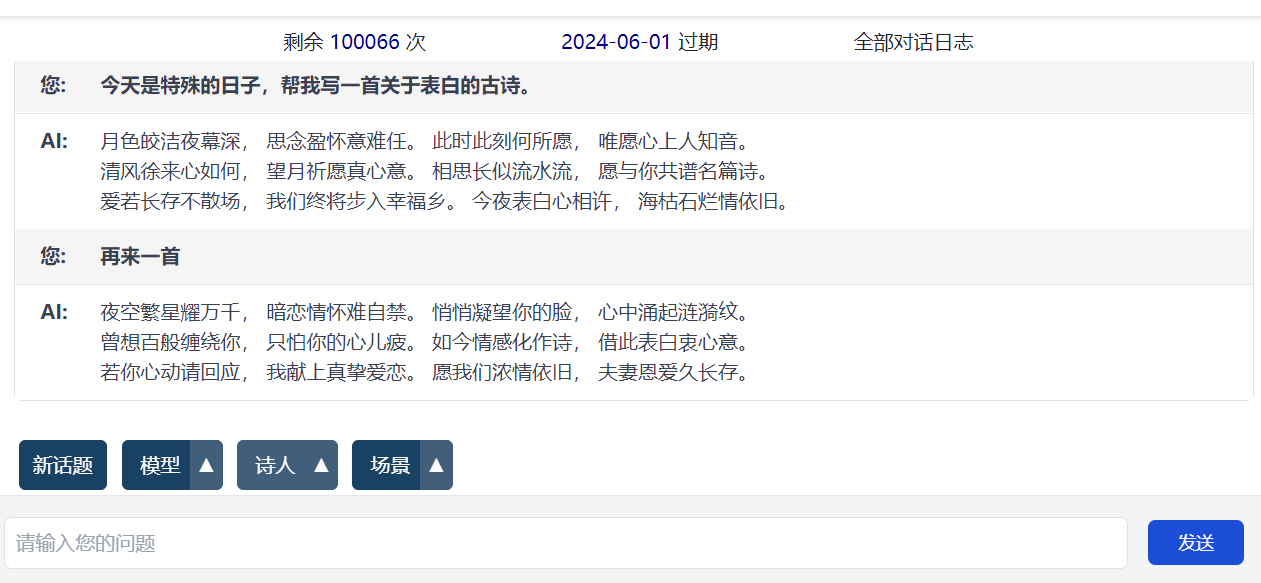 剩余 100066 次 2024-06-01 过期 全部对话日志
您: 今天是特殊的日子，帮我写一首关于表白的古诗。
AI: 月色皎洁夜幕深， 思念盈怀意难任。 此时此刻何所愿， 唯愿心上人知音。
清风徐来心如何， 望月祈愿真心意。 相思长似流水流， 愿与你共谱名篇诗。
爱若长存不散场， 我们终将步入幸福乡。 今夜表白心相许， 海枯石烂情依旧。
您: 再来一首
AI: 夜空繁星耀万千， 暗恋情怀难自禁。 悄悄凝望你的脸， 心中涌起涟漪纹。
曾想百般缠绕你， 只怕你的心儿疲。 如今情感化作诗， 借此表白衷心意。
若你心动请回应， 我献上真挚爱恋。 愿我们浓情依旧， 夫妻恩爱久长存。
新话题 模型 ▲ 诗人 ▲ 场景 ▲
请输入您的问题 发送